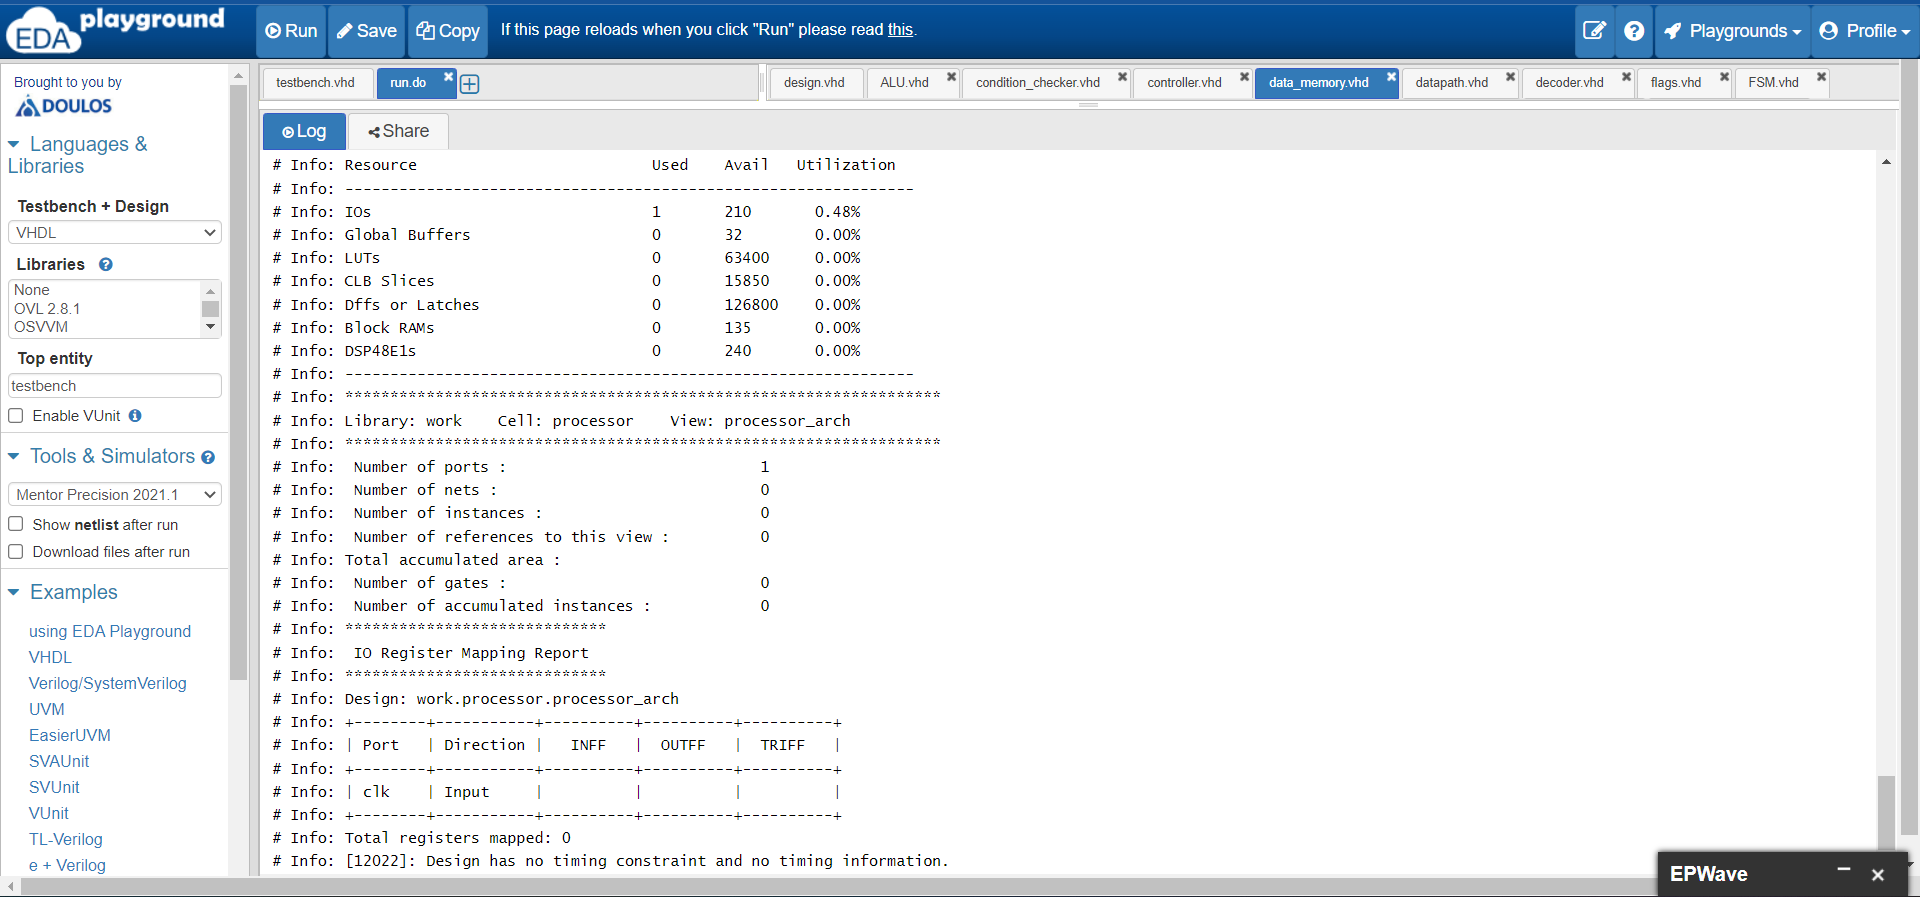 EDA playground
Run
Save
Copy
If this page reloads when you click "Run" please read this.
Playgrounds
Profile
Brought to you by
DOULOS
Languages &
Libraries
Testbench + Design
VHDL
Libraries
None
OVL 2.8.1
OSVVM
Top entity
testbench
Enable VUnit
Tools & Simulators
Mentor Precision 2021.1
Show netlist after run
Download files after run
Examples
using EDA Playground
VHDL
Verilog/SystemVerilog
UVM
EasierUVM
SVAUnit
SVUnit
VUnit
TL-Verilog
e + Verilog
testbench.vhd
run.do
design.vhd
ALU.vhd
condition_checker.vhd
controller.vhd
data_memory.vhd
datapath.vhd
decoder.vhd
flags.vhd
FSM.vhd
Log
Share
# Info: Resource Used Avail Utilization
# Info: ---------------------------------------------------------------
# Info: IOs 1 210 0.48%
# Info: Global Buffers 0 32 0.00%
# Info: LUTs 0 63400 0.00%
# Info: CLB Slices 0 15850 0.00%
# Info: Dffs or Latches 0 126800 0.00%
# Info: Block RAMs 0 135 0.00%
# Info: DSP48E1s 0 240 0.00%
# Info: ---------------------------------------------------------------
# Info: ******************************************************************
# Info: Library: work Cell: processor View: processor_arch
# Info: ******************************************************************
# Info: Number of ports : 1
# Info: Number of nets : 0
# Info: Number of instances : 0
# Info: Number of references to this view : 0
# Info: Total accumulated area :
# Info: Number of gates : 0
# Info: Number of accumulated instances : 0
# Info: *****************************
# Info: IO Register Mapping Report
# Info: *****************************
# Info: Design: work.processor.processor_arch
# Info: +--------+-----------+----------+----------+----------+
# Info: | Port | Direction | INFF | OUTFF | TRIFF |
# Info: +--------+-----------+----------+----------+----------+
# Info: | clk | Input | | | |
# Info: +--------+-----------+----------+----------+----------+
# Info: Total registers mapped: 0
# Info: [12022]: Design has no timing constraint and no timing information.
EPWave